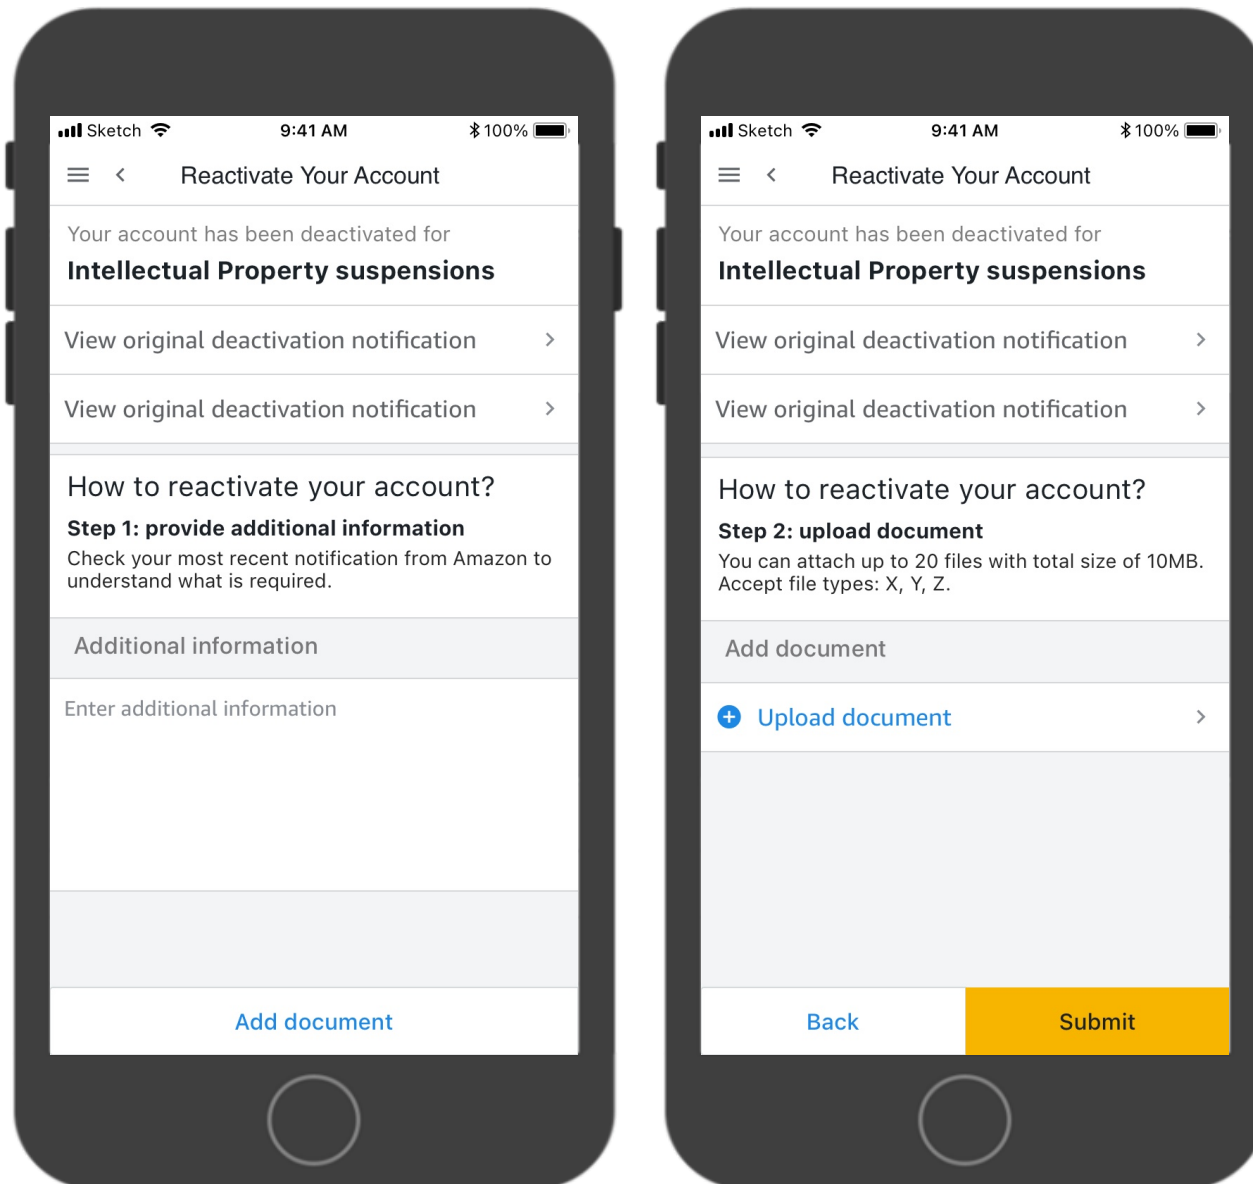 Sketch 9:41 AM 100%
Reactivate Your Account
Your account has been deactivated for
Intellectual Property suspensions
View original deactivation notification
View original deactivation notification
How to reactivate your account?
Step 1: provide additional information
Check your most recent notification from Amazon to
understand what is required.
Additional information
Enter additional information
Add document
Sketch 9:41 AM 100%
Reactivate Your Account
Your account has been deactivated for
Intellectual Property suspensions
View original deactivation notification
View original deactivation notification
How to reactivate your account?
Step 2: upload document
You can attach up to 20 files with total size of 10MB.
Accept file types: X, Y, Z.
Add document
Upload document
Back Submit